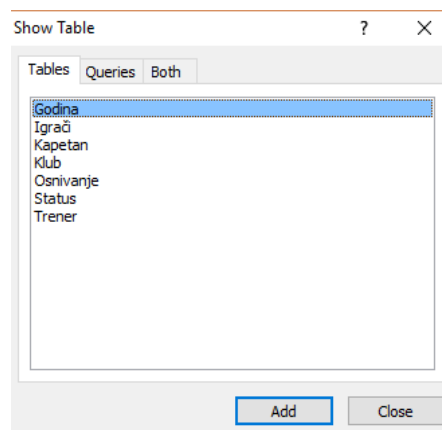 Show Table ? X
Tables Queries Both
Godina
Igrači
Kapetan
Klub
Osnivanje
Status
Trener
Add Close